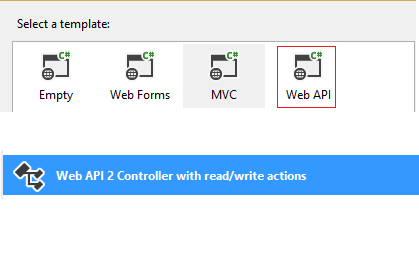 Select a template:
C# C# C# C#
Empty Web Forms MVC Web API
Web API 2 Controller with read/write actions